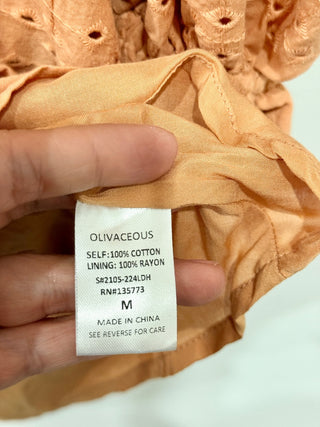 OLIVACEOUS
SELF:100% COTTON
LINING: 100% RAYON
S#2105-224LDH
RN#135773
M
MADE IN CHINA
SEE REVERSE FOR CARE